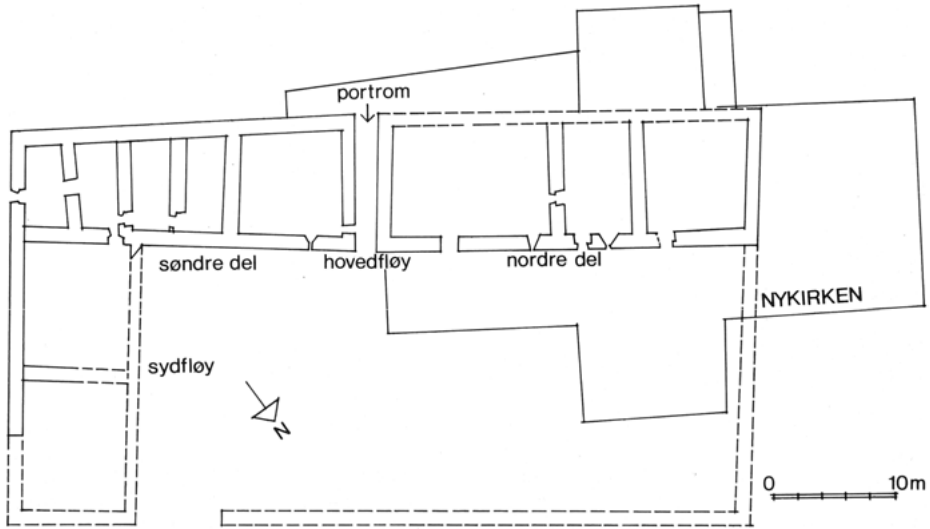 portrom
søndre del
hovedfløy
nordre del
NYKIRKEN
sydfløy
N
0 10m